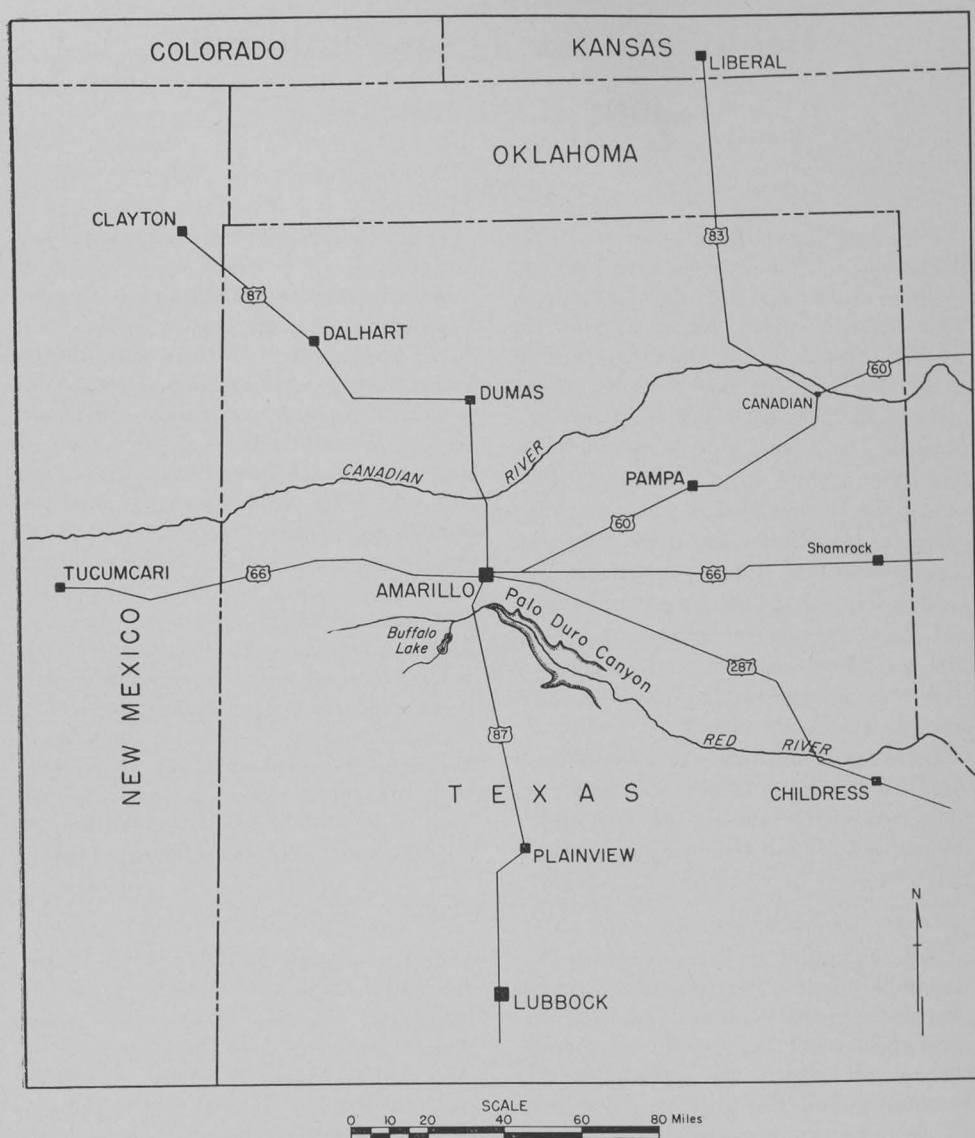 COLORADO
KANSAS
LIBERAL
OKLAHOMA
CLAYTON
83
87
DALHART
60
DUMAS
CANADIAN
CANADIAN RIVER
PAMPA
60
Shamrock
TUCUMCARI
66
66
AMARILLO
Palo Duro Canyon
Buffalo
Lake
287
NEW MEXICO
87
RED RIVER
TEXAS
CHILDRESS
PLAINVIEW
N
LUBBOCK
SCALE
0 10 20 40 60 80 Miles